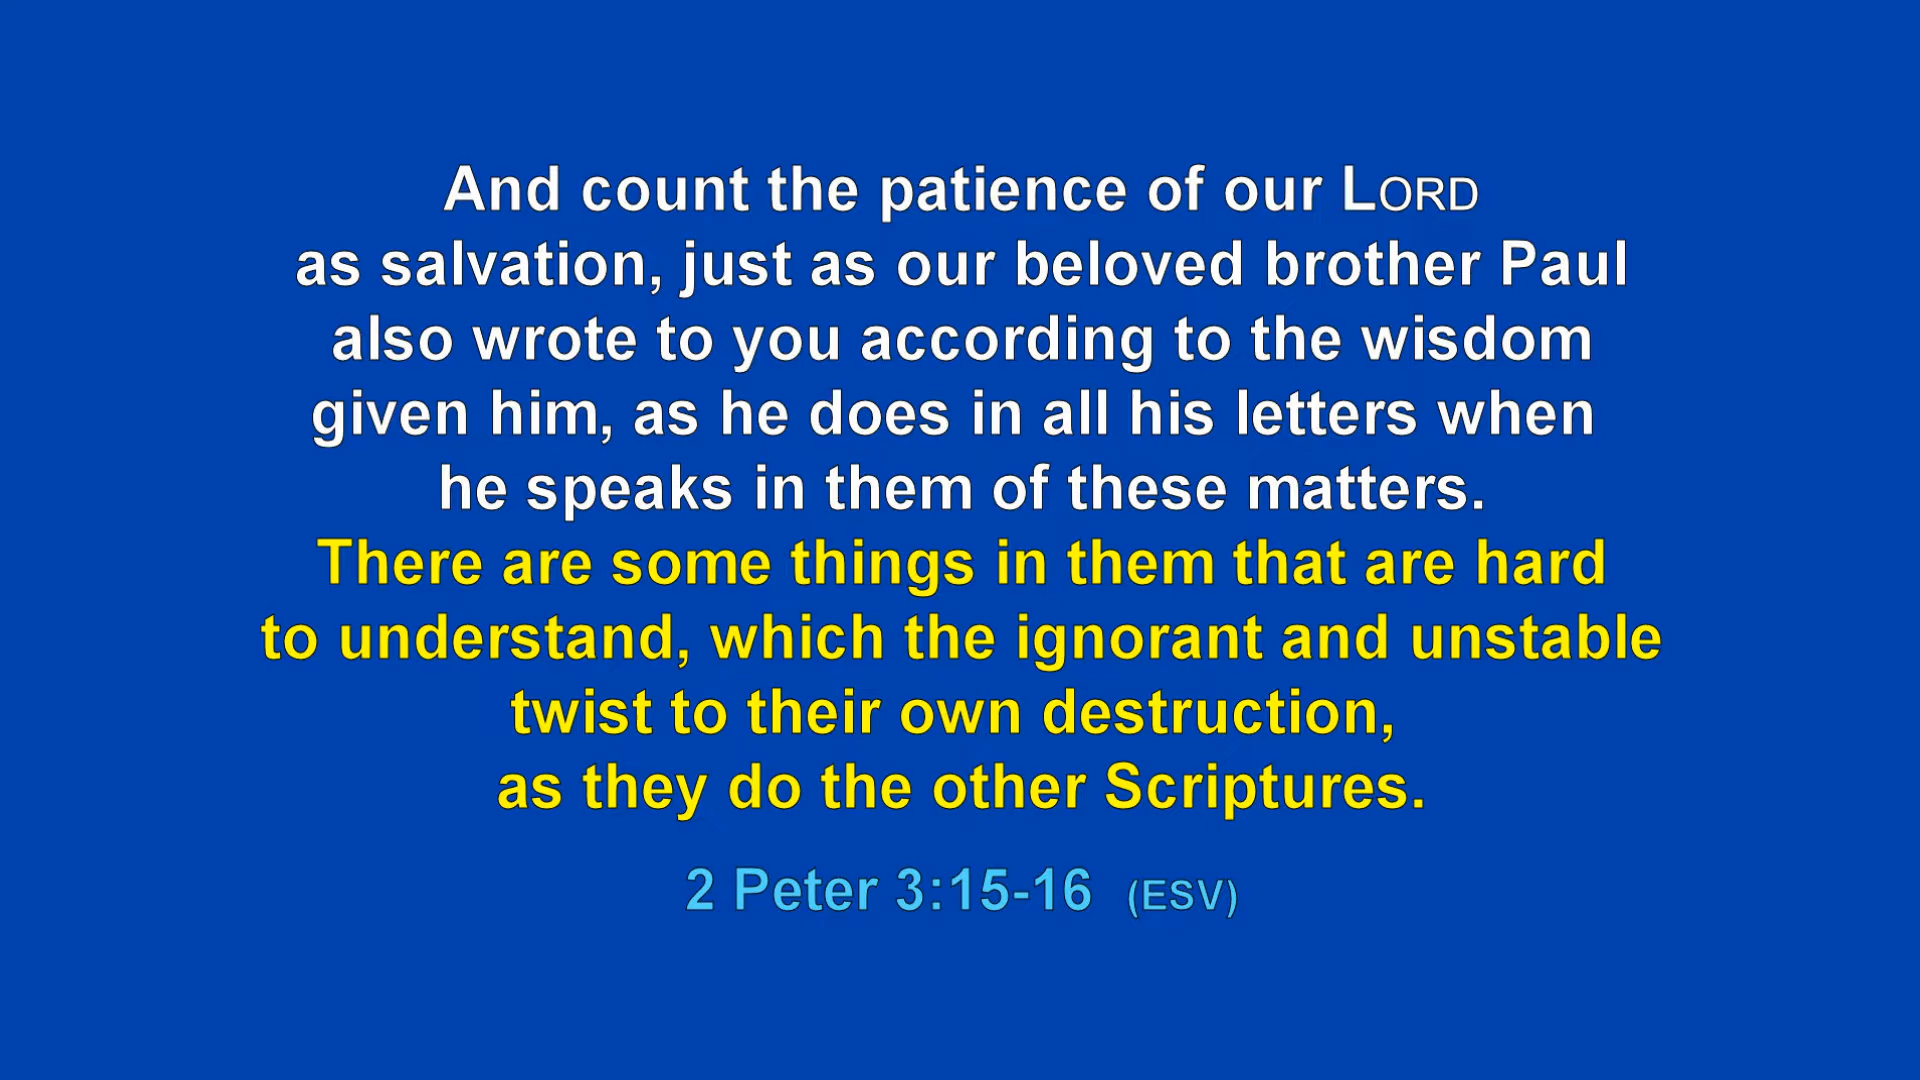 And count the patience of our LORD
as salvation, just as our beloved brother Paul
also wrote to you according to the wisdom
given him, as he does in all his letters when
he speaks in them of these matters.
There are some things in them that are hard
to understand, which the ignorant and unstable
twist to their own destruction,
as they do the other Scriptures.
2 Peter 3:15-16 (ESV)